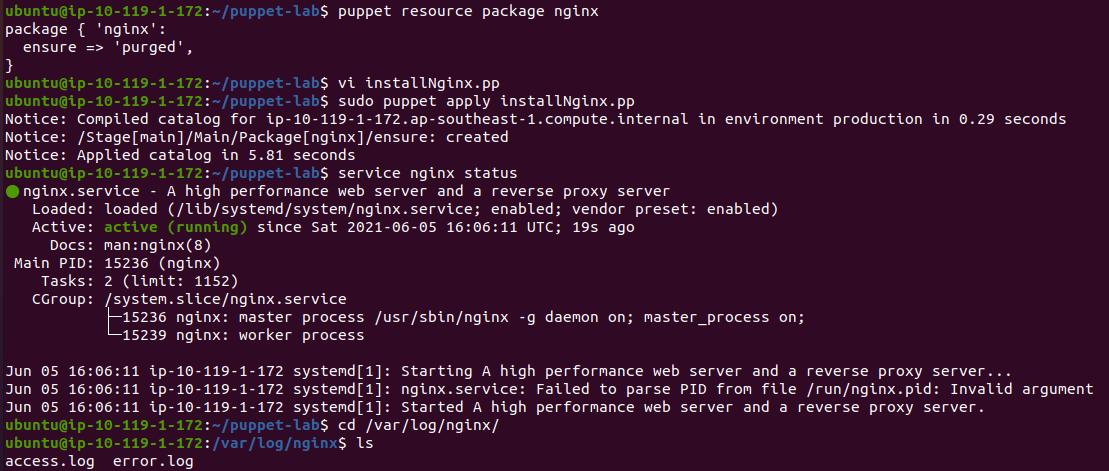 ubuntu@ip-10-119-1-172:~/puppet-lab$ puppet resource package nginx
package { 'nginx':
  ensure => 'purged',
}
ubuntu@ip-10-119-1-172:~/puppet-lab$ vi installNginx.pp
ubuntu@ip-10-119-1-172:~/puppet-lab$ sudo puppet apply installNginx.pp
Notice: Compiled catalog for ip-10-119-1-172.ap-southeast-1.compute.internal in environment production in 0.29 seconds
Notice: /Stage[main]/Main/Package[nginx]/ensure: created
Notice: Applied catalog in 5.81 seconds
ubuntu@ip-10-119-1-172:~/puppet-lab$ service nginx status
● nginx.service - A high performance web server and a reverse proxy server
   Loaded: loaded (/lib/systemd/system/nginx.service; enabled; vendor preset: enabled)
   Active: active (running) since Sat 2021-06-05 16:06:11 UTC; 19s ago
     Docs: man:nginx(8)
 Main PID: 15236 (nginx)
    Tasks: 2 (limit: 1152)
   CGroup: /system.slice/nginx.service
           ├─15236 nginx: master process /usr/sbin/nginx -g daemon on; master_process on;
           └─15239 nginx: worker process

Jun 05 16:06:11 ip-10-119-1-172 systemd[1]: Starting A high performance web server and a reverse proxy server...
Jun 05 16:06:11 ip-10-119-1-172 systemd[1]: nginx.service: Failed to parse PID from file /run/nginx.pid: Invalid argument
Jun 05 16:06:11 ip-10-119-1-172 systemd[1]: Started A high performance web server and a reverse proxy server.
ubuntu@ip-10-119-1-172:~/puppet-lab$ cd /var/log/nginx/
ubuntu@ip-10-119-1-172:/var/log/nginx$ ls
access.log  error.log